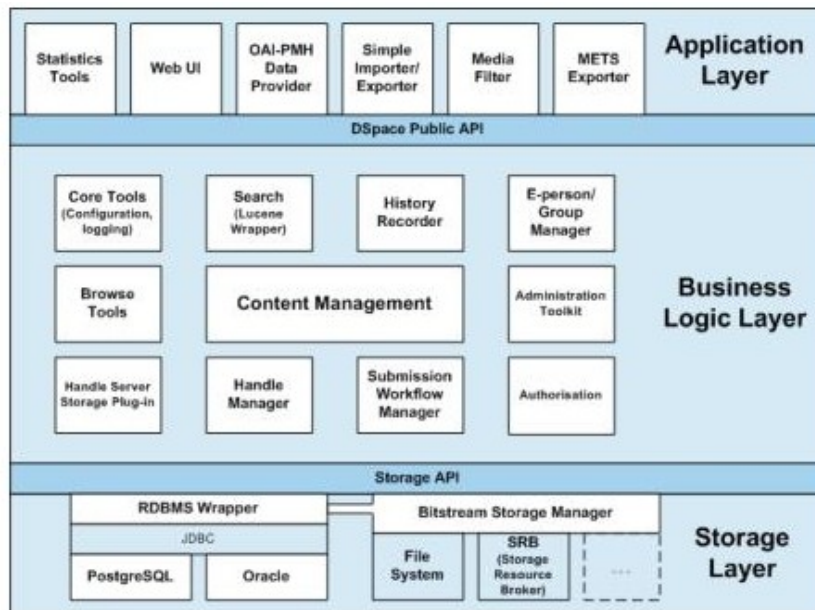 Statistics
Tools
Web UI
OAI-PMH
Data
Provider
Simple
Importer/
Exporter
Media
Filter
METS
Exporter
Application
Layer
DSpace Public API
Core Tools
(Configuration,
logging)
Search
(Lucene
Wrapper)
History
Recorder
E-person/
Group
Manager
Browse
Tools
Content Management
Administration
Toolkit
Business
Logic Layer
Handle Server
Storage Plug-in
Handle
Manager
Submission
Workflow
Manager
Authorisation
Storage API
RDBMS Wrapper
Bitstream Storage Manager
JDBC
PostgreSQL
Oracle
File
System
SRB
(Storage
Resource
Broker)
...
Storage
Layer